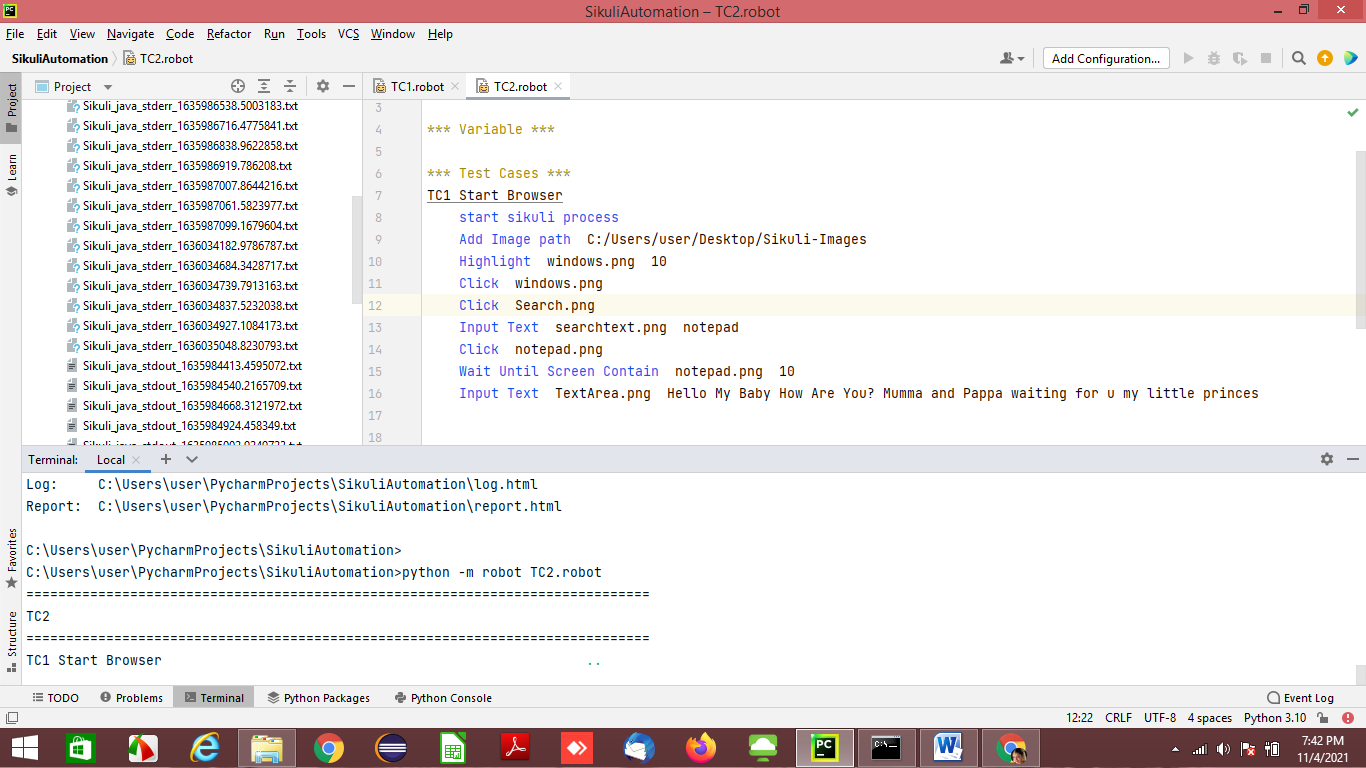 SikuliAutomation – TC2.robot
File Edit View Navigate Code Refactor Run Tools VCS Window Help
SikuliAutomation TC2.robot
Add Configuration...
Project
TC1.robot
TC2.robot
Project
Learn
Favorites
Structure
Sikuli_java_stderr_1635986538.5003183.txt
Sikuli_java_stderr_1635986716.4775841.txt
Sikuli_java_stderr_1635986838.9622858.txt
Sikuli_java_stderr_1635986919.786208.txt
Sikuli_java_stderr_1635987007.8644216.txt
Sikuli_java_stderr_1635987061.5823977.txt
Sikuli_java_stderr_1635987099.1679604.txt
Sikuli_java_stderr_1636034182.9786787.txt
Sikuli_java_stderr_1636034684.3428717.txt
Sikuli_java_stderr_1636034739.7913163.txt
Sikuli_java_stderr_1636034837.5232038.txt
Sikuli_java_stderr_1636034927.1084173.txt
Sikuli_java_stderr_1636035048.8230793.txt
Sikuli_java_stdout_1635984413.4595072.txt
Sikuli_java_stdout_1635984540.2165709.txt
Sikuli_java_stdout_1635984668.3121972.txt
Sikuli_java_stdout_1635984924.458349.txt
3
4 *** Variable ***
5
6 *** Test Cases ***
7 TC1 Start Browser
8 start sikuli process
9 Add Image path C:/Users/user/Desktop/Sikuli-Images
10 Highlight windows.png 10
11 Click windows.png
12 Click Search.png
13 Input Text searchtext.png notepad
14 Click notepad.png
15 Wait Until Screen Contain notepad.png 10
16 Input Text TextArea.png Hello My Baby How Are You? Mumma and Pappa waiting for u my little princes
17
18
Terminal: Local
Log: C:\Users\user\PycharmProjects\SikuliAutomation\log.html
Report: C:\Users\user\PycharmProjects\SikuliAutomation\report.html
C:\Users\user\PycharmProjects\SikuliAutomation>
C:\Users\user\PycharmProjects\SikuliAutomation>python -m robot TC2.robot
==============================================================================
TC2
==============================================================================
TC1 Start Browser ..
TODO Problems Terminal Python Packages Python Console Event Log
12:22 CRLF UTF-8 4 spaces Python 3.10
7:42 PM
11/4/2021